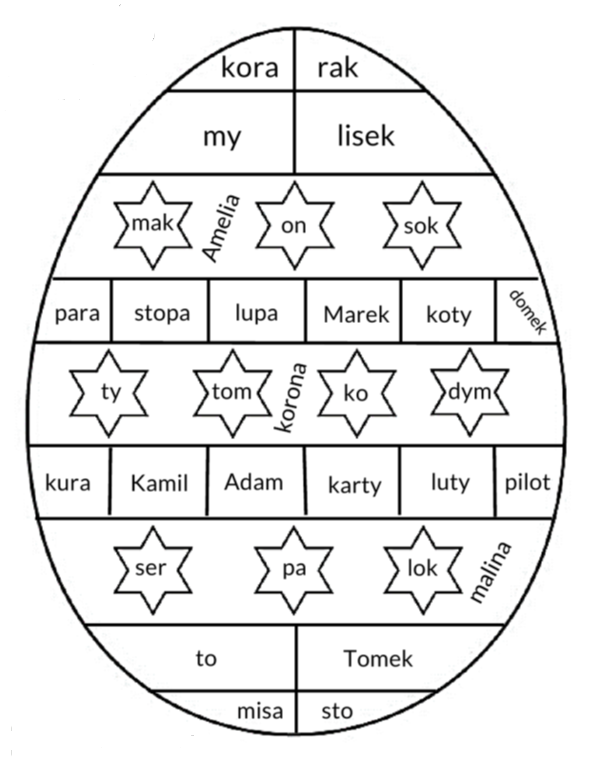 kora rak
my lisek
mak Amelia on sok
para stopa lupa Marek koty domek
ty tom korona ko dym
kura Kamil Adam karty luty pilot
ser pa lok malina
to Tomek
misa sto